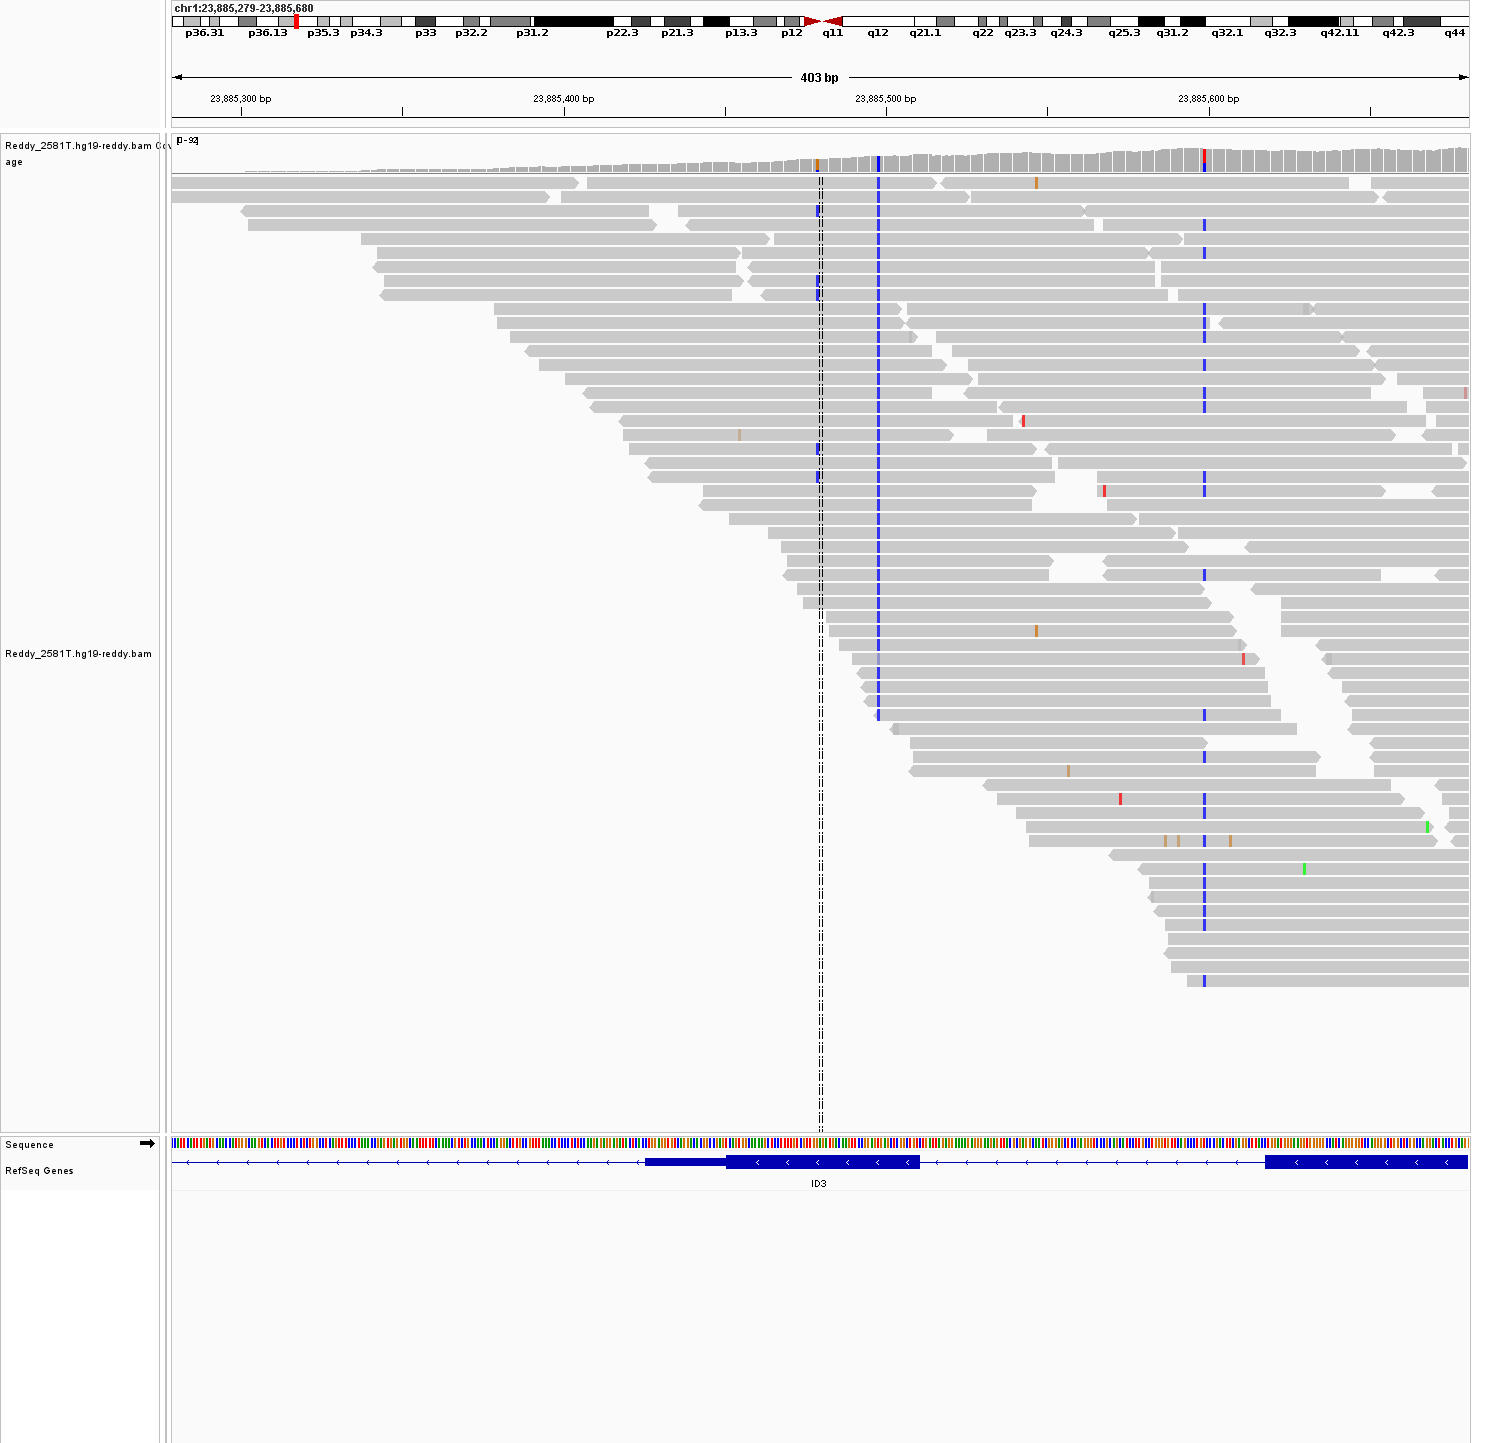 chr1:23,885,279-23,885,680
p36.31 p36.13 p35.3 p34.3 p33 p32.2 p31.2 p22.3 p21.3 p13.3 p12 q11 q12 q21.1 q22 q23.3 q24.3 q25.3 q31.2 q32.1 q32.3 q42.11 q42.3 q44
403 bp
23,885,300 bp 23,885,400 bp 23,885,500 bp 23,885,600 bp
[0-92]
Reddy_2581T.hg19-reddy.bam Cov
age
Reddy_2581T.hg19-reddy.bam
Sequence
RefSeq Genes
ID3